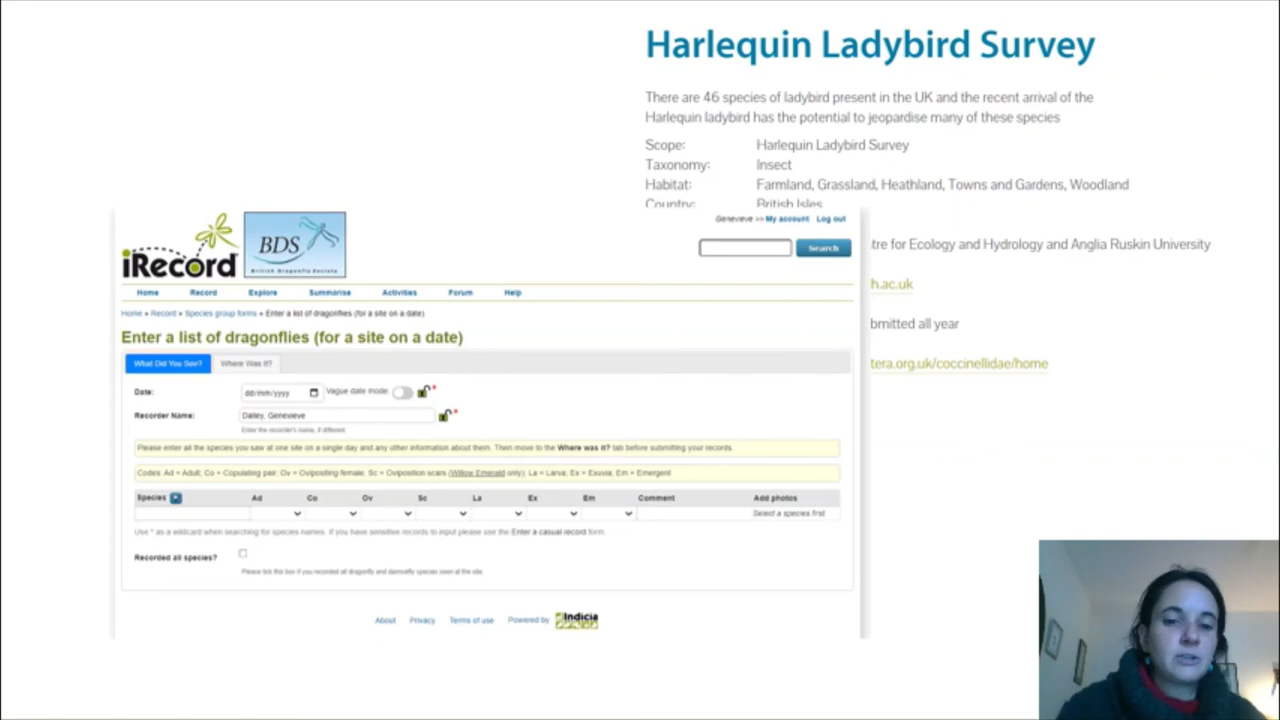 Harlequin Ladybird Survey
There are 46 species of ladybird present in the UK and the recent arrival of the
Harlequin ladybird has the potential to jeopardise many of these species
Scope: Harlequin Ladybird Survey
Taxonomy: Insect
Habitat: Farmland, Grassland, Heathland, Towns and Gardens, Woodland
Country: British Isles
tre for Ecology and Hydrology and Anglia Ruskin University
h.ac.uk
bmitted all year
tera.org.uk/coccinellidae/home
Genevieve >> My account Log out
iRecord
BDS
British Dragonfly Society
Search
Home Record Explore Summarise Activities Forum Help
Home » Record » Species group forms » Enter a list of dragonflies (for a site on a date)
Enter a list of dragonflies (for a site on a date)
What Did You See? Where Was It?
Date: dd/mm/yyyy Vague date mode: *
Recorder Name: Dalley, Genevieve *
Enter the recorder's name, if different.
Please enter all the species you saw at one site on a single day and any other information about them. Then move to the Where was it? tab before submitting your records.
Codes: Ad = Adult; Co = Copulating pair; Ov = Ovipositing female; Sc = Oviposition scars (Willow Emerald only); La = Larva; Ex = Exuvia; Em = Emergent
Species Ad Co Ov Sc La Ex Em Comment Add photos
Select a species first
Use * as a wildcard when searching for species names. If you have sensitive records to input please use the Enter a casual record form.
Recorded all species?
Please tick this box if you recorded all dragonfly and damselfly species seen at the site.
About Privacy Terms of use Powered by Indicia